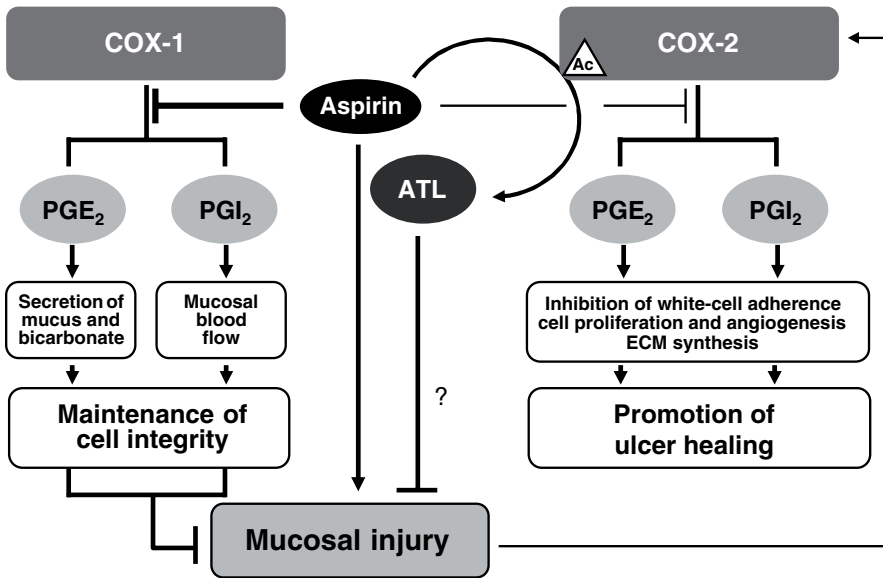 COX-1
COX-2
Ac
Aspirin
ATL
PGE2
PGI2
PGE2
PGI2
Secretion of
mucus and
bicarbonate
Mucosal
blood
flow
Inhibition of white-cell adherence
cell proliferation and angiogenesis
ECM synthesis
?
Maintenance of
cell integrity
Promotion of
ulcer healing
Mucosal injury